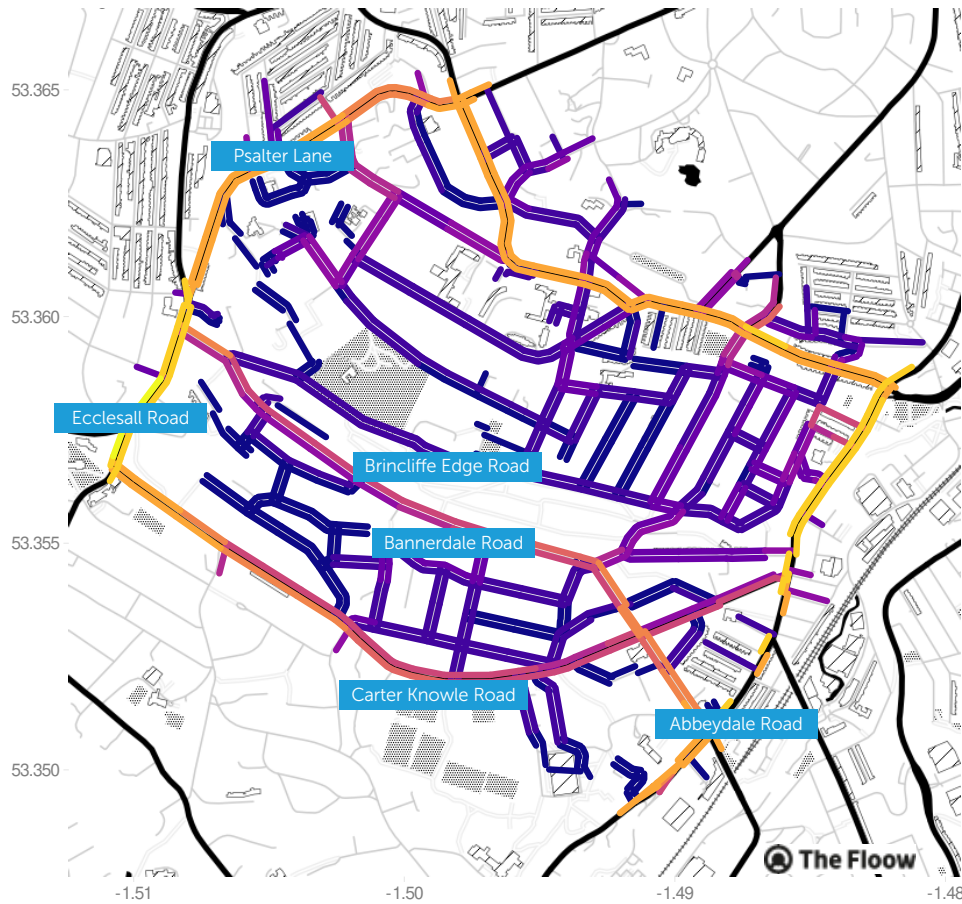 53.365
Psalter Lane
53.360
Ecclesall Road
Brincliffe Edge Road
53.355
Bannerdale Road
Carter Knowle Road
Abbeydale Road
53.350
The Floow
-1.51
-1.50
-1.49
-1.48